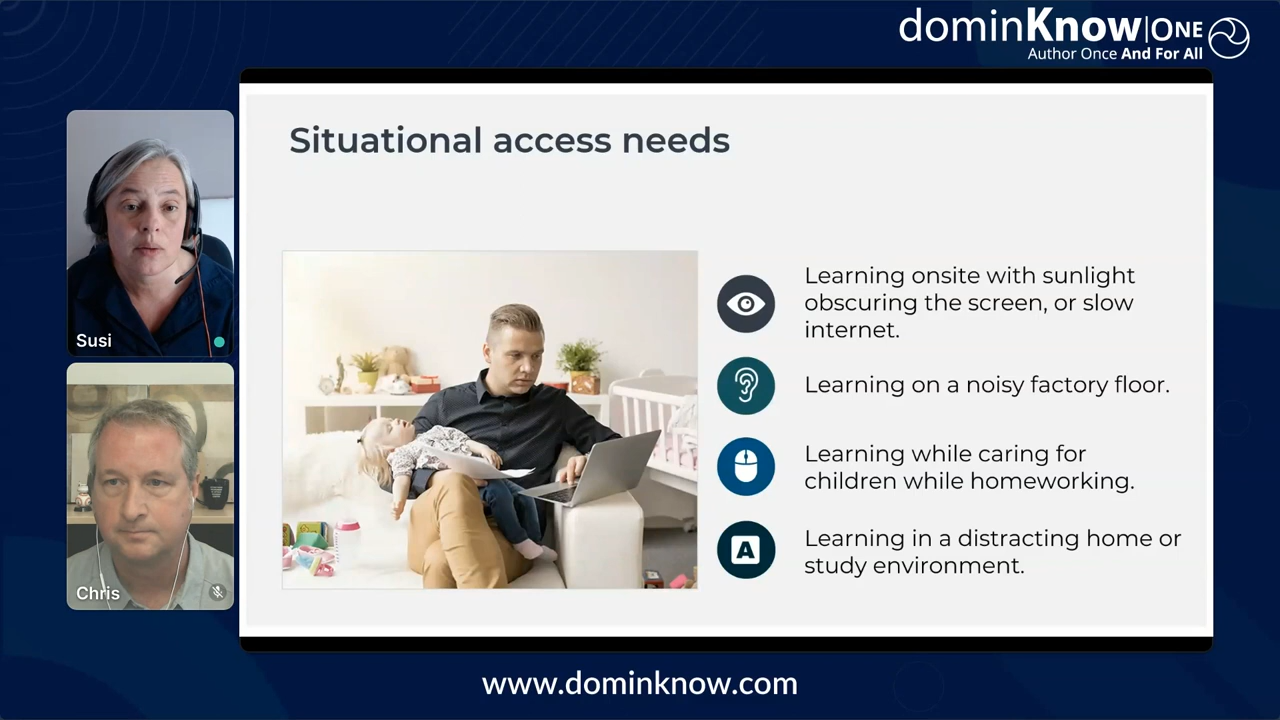 dominKnow|ONE
Author Once And For All
Situational access needs
Learning onsite with sunlight
obscuring the screen, or slow
internet.
Learning on a noisy factory floor.
Learning while caring for
children while homeworking.
A
Learning in a distracting home or
study environment.
Susi
Chris
www.dominknow.com